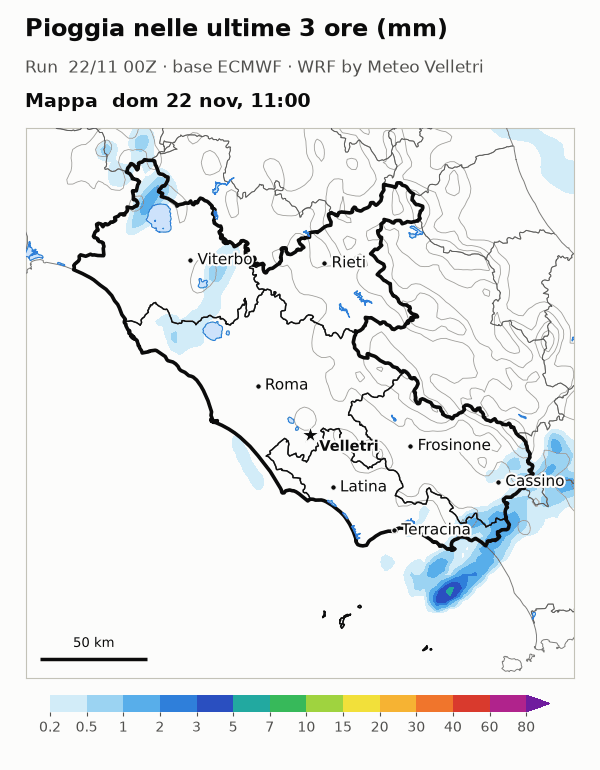 Pioggia nelle ultime 3 ore (mm)
Run  22/11 00Z · base ECMWF · WRF by Meteo Velletri
Mappa  dom 22 nov, 11:00
Viterbo
Rieti
Roma
Velletri
Frosinone
Latina
Cassino
Terracina
50 km
0.2 0.5 1 2 3 5 7 10 15 20 30 40 60 80